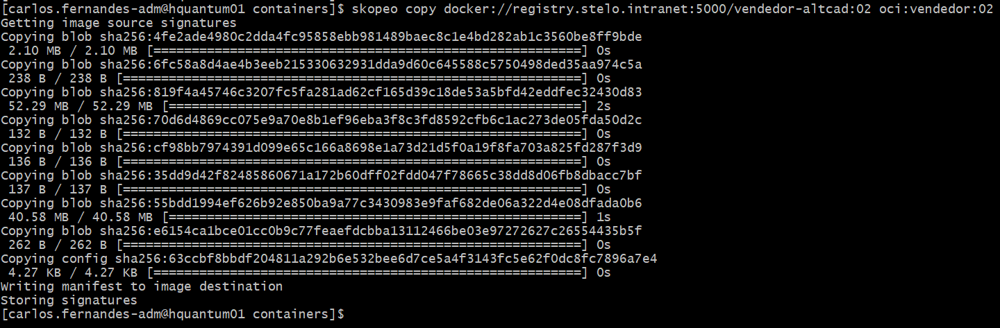 [carlos.fernandes-adm@hquantum01 containers]$ skopeo copy docker://registry.stelo.intranet:5000/vendedor-altcad:02 oci:vendedor:02
Getting image source signatures
Copying blob sha256:4fe2ade4980c2dda4fc95858ebb981489baec8c1e4bd282ab1c3560be8ff9bde
 2.10 MB / 2.10 MB [========================================================] 0s
Copying blob sha256:6fc58a8d4ae4b3eeb215330632931dda9d60c645588c5750498ded35aa974c5a
 238 B / 238 B [============================================================] 0s
Copying blob sha256:819f4a45746c3207fc5fa281ad62cf165d39c18de53a5bfd42eddfec32430d83
 52.29 MB / 52.29 MB [======================================================] 2s
Copying blob sha256:70d6d4869cc075e9a70e8b1ef96eba3f8c3fd8592cfb6c1ac273de05fda50d2c
 132 B / 132 B [============================================================] 0s
Copying blob sha256:cf98bb7974391d099e65c166a8698e1a73d21d5f0a19f8fa703a825fd287f3d9
 136 B / 136 B [============================================================] 0s
Copying blob sha256:35dd9d42f82485860671a172b60dff02fdd047f78665c38dd8d06fb8dbacc7bf
 137 B / 137 B [============================================================] 0s
Copying blob sha256:55bdd1994ef626b92e850ba9a77c3430983e9faf682de06a322d4e08dfada0b6
 40.58 MB / 40.58 MB [======================================================] 1s
Copying blob sha256:e6154ca1bce01cc0b9c77feaefdcbba13112466be03e97272627c26554435b5f
 262 B / 262 B [============================================================] 0s
Copying config sha256:63ccbf8bbdf204811a292b6e532bee6d7ce5a4f3143fc5e62f0dc8fc7896a7e4
 4.27 KB / 4.27 KB [========================================================] 0s
Writing manifest to image destination
Storing signatures
[carlos.fernandes-adm@hquantum01 containers]$